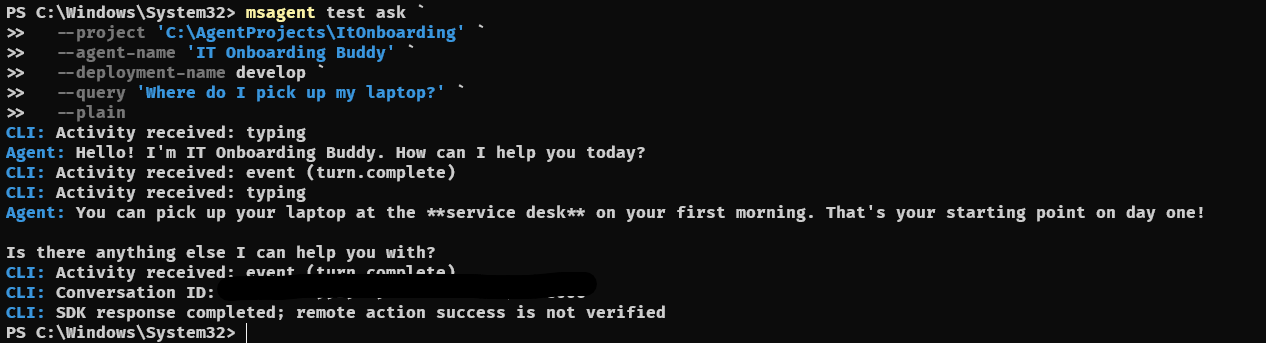 PS C:\Windows\System32> msagent test ask `
>>   --project 'C:\AgentProjects\ItOnboarding' `
>>   --agent-name 'IT Onboarding Buddy' `
>>   --deployment-name develop `
>>   --query 'Where do I pick up my laptop?' `
>>   --plain
CLI: Activity received: typing
Agent: Hello! I'm IT Onboarding Buddy. How can I help you today?
CLI: Activity received: event (turn.complete)
CLI: Activity received: typing
Agent: You can pick up your laptop at the **service desk** on your first morning. That's your starting point on day one!
Is there anything else I can help you with?
CLI: Activity received: event (turn.complete)
CLI: Conversation ID:
CLI: SDK response completed; remote action success is not verified
PS C:\Windows\System32>